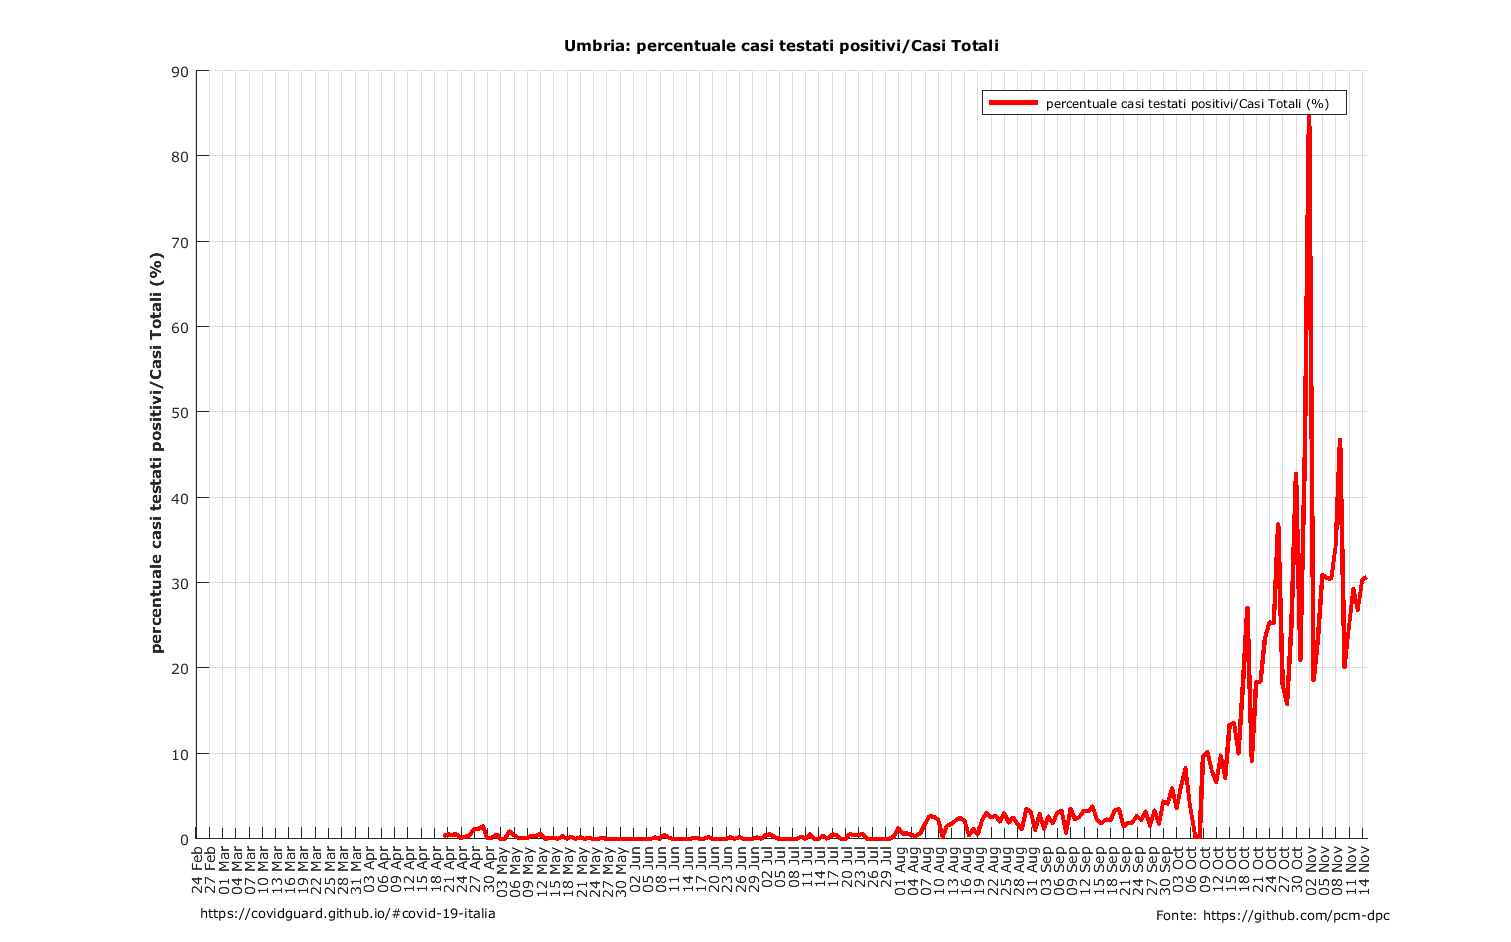 Umbria: percentuale casi testati positivi/Casi Totali
percentuale casi testati positivi/Casi Totali (%)
percentuale casi testati positivi/Casi Totali (%)
90
80
70
60
50
40
30
20
10
0
24 Feb
27 Feb
01 Mar
04 Mar
07 Mar
10 Mar
13 Mar
16 Mar
19 Mar
22 Mar
25 Mar
28 Mar
31 Mar
03 Apr
06 Apr
09 Apr
12 Apr
15 Apr
18 Apr
21 Apr
24 Apr
27 Apr
30 Apr
03 May
06 May
09 May
12 May
15 May
18 May
21 May
24 May
27 May
30 May
02 Jun
05 Jun
08 Jun
11 Jun
14 Jun
17 Jun
20 Jun
23 Jun
26 Jun
29 Jun
02 Jul
05 Jul
08 Jul
11 Jul
14 Jul
17 Jul
20 Jul
23 Jul
26 Jul
29 Jul
01 Aug
04 Aug
07 Aug
10 Aug
13 Aug
16 Aug
19 Aug
22 Aug
25 Aug
28 Aug
31 Aug
03 Sep
06 Sep
09 Sep
12 Sep
15 Sep
18 Sep
21 Sep
24 Sep
27 Sep
30 Sep
03 Oct
06 Oct
09 Oct
12 Oct
15 Oct
18 Oct
21 Oct
24 Oct
27 Oct
30 Oct
02 Nov
05 Nov
08 Nov
11 Nov
14 Nov
https://covidguard.github.io/#covid-19-italia
Fonte: https://github.com/pcm-dpc